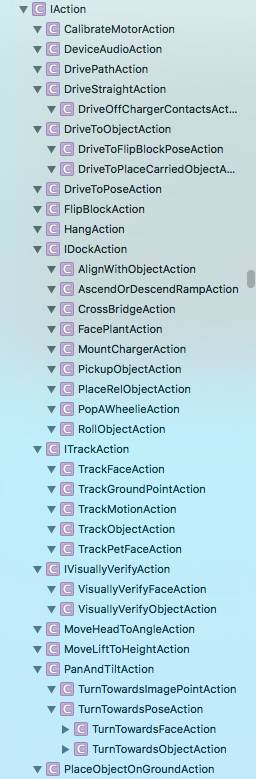 IAction
C CalibrateMotorAction
C DeviceAudioAction
C DrivePathAction
C DriveStraightAction
C DriveOffChargerContactsAct...
C DriveToObjectAction
C DriveToFlipBlockPoseAction
C DriveToPlaceCarriedObjectA...
C DriveToPoseAction
C FlipBlockAction
C HangAction
C IDockAction
C AlignWithObjectAction
C AscendOrDescendRampAction
C CrossBridgeAction
C FacePlantAction
C MountChargerAction
C PickupObjectAction
C PlaceRelObjectAction
C PopAWheelieAction
C RollObjectAction
C ITrackAction
C TrackFaceAction
C TrackGroundPointAction
C TrackMotionAction
C TrackObjectAction
C TrackPetFaceAction
C IVisuallyVerifyAction
C VisuallyVerifyFaceAction
C VisuallyVerifyObjectAction
C MoveHeadToAngleAction
C MoveLiftToHeightAction
C PanAndTiltAction
C TurnTowardsImagePointAction
C TurnTowardsPoseAction
C TurnTowardsFaceAction
C TurnTowardsObjectAction
C PlaceObjectOnGroundAction